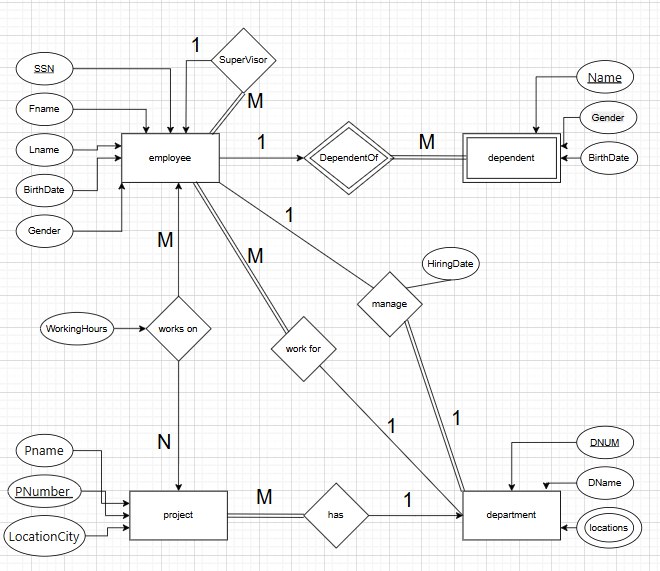 1
SuperVisor
SSN
M
Fname
Name
Gender
Lname
employee
1
DependentOf
M
dependent
BirthDate
BirthDate
Gender
1
M
M
HiringDate
manage
WorkingHours
works on
work for
1
1
N
Pname
DNUM
PNumber
M
1
DName
project
has
department
locations
LocationCity